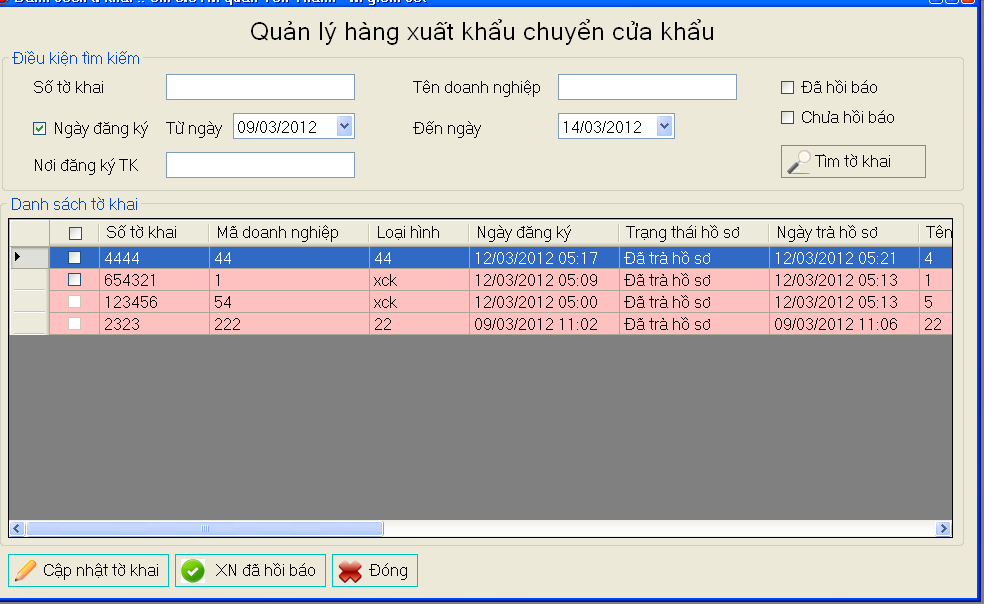 Quản lý hàng xuất khẩu chuyển cửa khẩu
Điều kiện tìm kiếm
Số tờ khai Tên doanh nghiệp Đã hồi báo
Ngày đăng ký Từ ngày 09/03/2012 Đến ngày 14/03/2012 Chưa hồi báo
Nơi đăng ký TK Tìm tờ khai
Danh sách tờ khai
Số tờ khai Mã doanh nghiệp Loại hình Ngày đăng ký Trạng thái hồ sơ Ngày trả hồ sơ Tên
4444 44 44 12/03/2012 05:17 Đã trả hồ sơ 12/03/2012 05:21 4
654321 1 xck 12/03/2012 05:09 Đã trả hồ sơ 12/03/2012 05:13 1
123456 54 xck 12/03/2012 05:00 Đã trả hồ sơ 12/03/2012 05:13 5
2323 222 22 09/03/2012 11:02 Đã trả hồ sơ 09/03/2012 11:06 22
Cập nhật tờ khai XN đã hồi báo Đóng